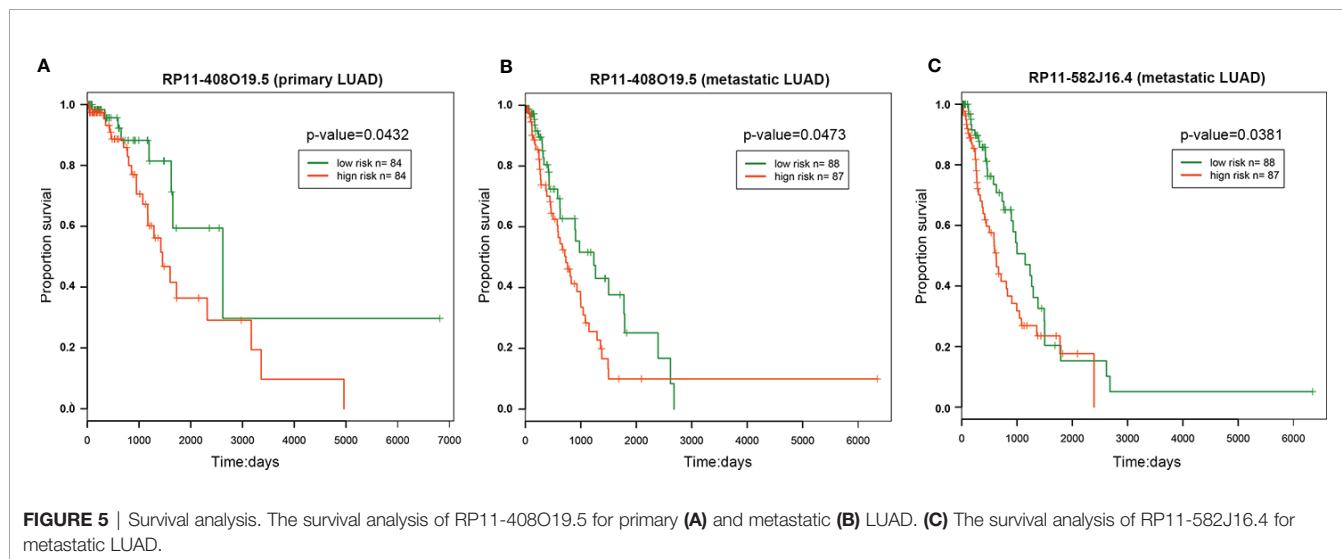 A
RP11-408O19.5 (primary LUAD)
p-value=0.0432
low risk n= 84
hign risk n= 84
Proportion survial
1.0
0.8
0.6
0.4
0.2
0.0
0 1000 2000 3000 4000 5000 6000 7000
Time:days
B
RP11-408O19.5 (metastatic LUAD)
p-value=0.0473
low risk n= 88
hign risk n= 87
Proportion survial
1.0
0.8
0.6
0.4
0.2
0.0
0 1000 2000 3000 4000 5000 6000
Time:days
C
RP11-582J16.4 (metastatic LUAD)
p-value=0.0381
low risk n= 88
hign risk n= 87
Proportion survial
1.0
0.8
0.6
0.4
0.2
0.0
0 1000 2000 3000 4000 5000 6000
Time:days
FIGURE 5 | Survival analysis. The survival analysis of RP11-408O19.5 for primary (A) and metastatic (B) LUAD. (C) The survival analysis of RP11-582J16.4 for
metastatic LUAD.